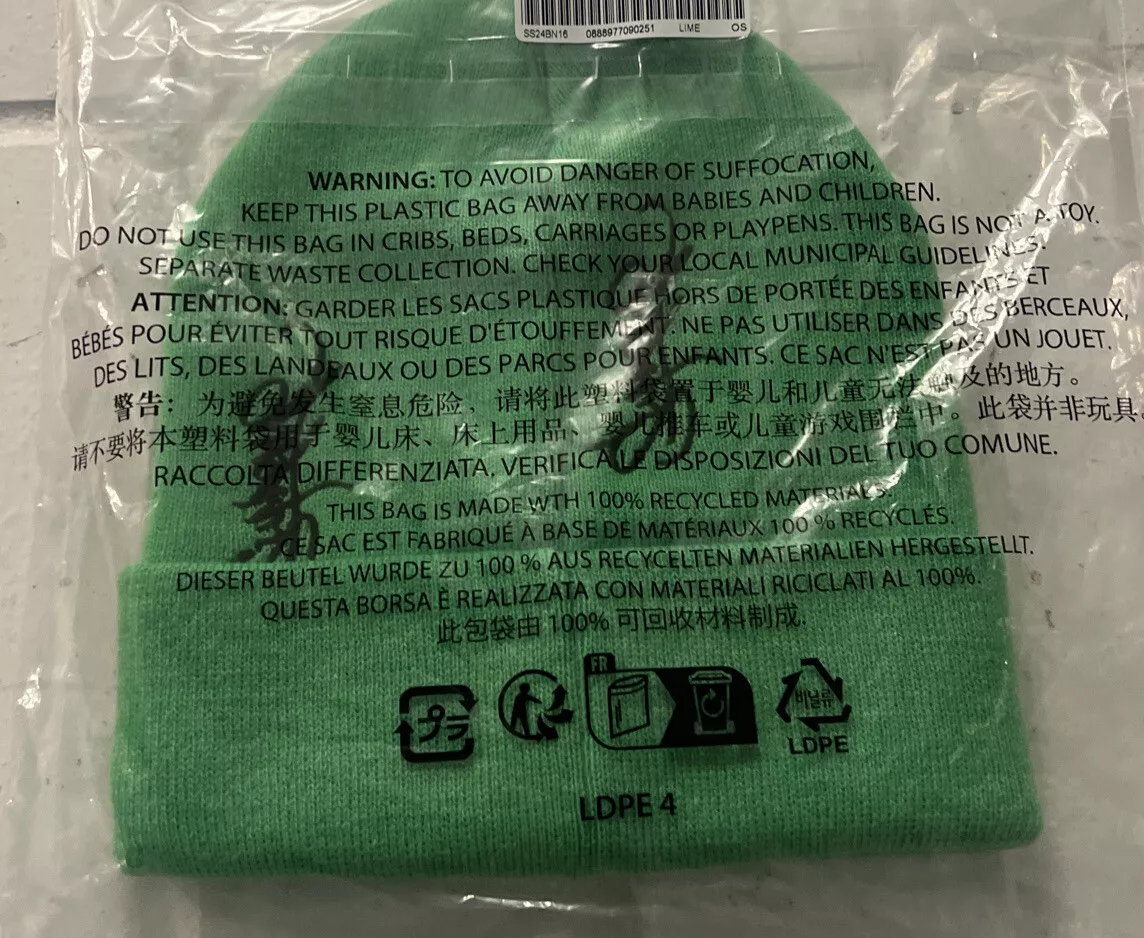 SS24BN16 0888977090251 LIME OS
WARNING: TO AVOID DANGER OF SUFFOCATION,
KEEP THIS PLASTIC BAG AWAY FROM BABIES AND CHILDREN.
DO NOT USE THIS BAG IN CRIBS, BEDS, CARRIAGES OR PLAYPENS. THIS BAG IS NOT A TOY.
SEPARATE WASTE COLLECTION. CHECK YOUR LOCAL MUNICIPAL GUIDELINES.
ATTENTION: GARDER LES SACS PLASTIQUE HORS DE PORTÉE DES ENFANTS ET
BÉBÉS POUR ÉVITER TOUT RISQUE D'ÉTOUFFEMENT. NE PAS UTILISER DANS DES BERCEAUX,
DES LITS, DES LANDEAUX OU DES PARCS POUR ENFANTS. CE SAC N'EST PAS UN JOUET.
警告: 为避免发生窒息危险、请将此塑料袋置于婴儿和儿童无法触及的地方。
请不要将本塑料袋用于婴儿床、床上用品、婴儿推车或儿童游戏围栏中。此袋并非玩具.
RACCOLTA DIFFERENZIATA. VERIFICA LE DISPOSIZIONI DEL TUO COMUNE.
THIS BAG IS MADE WTH 100% RECYCLED MATERIALS.
CE SAC EST FABRIQUÉ À BASE DE MATÉRIAUX 100 % RECYCLÉS.
DIESER BEUTEL WURDE ZU 100 % AUS RECYCELTEN MATERIALIEN HERGESTELLT.
QUESTA BORSA È REALIZZATA CON MATERIALI RICICLATI AL 100%.
此包袋由 100% 可回收材料制成.
プラ
FR
비닐류
LDPE
LDPE 4